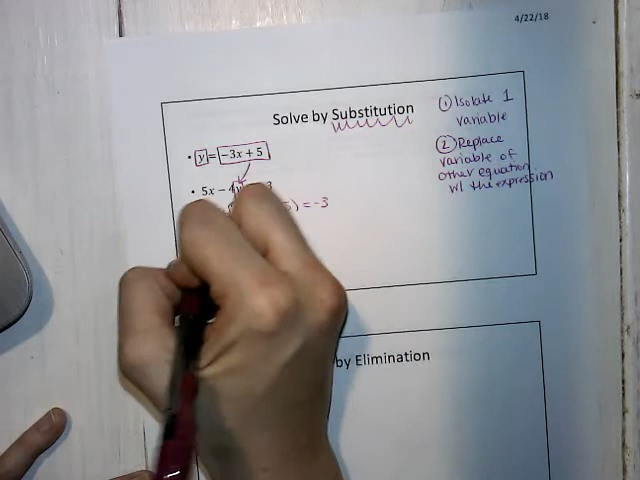 4/22/18
Solve by Substitution
① Isolate 1
variable
• y = -3x + 5
② Replace
variable of
other equation
w/ the expression
• 5x - 4y
) = -3
by Elimination